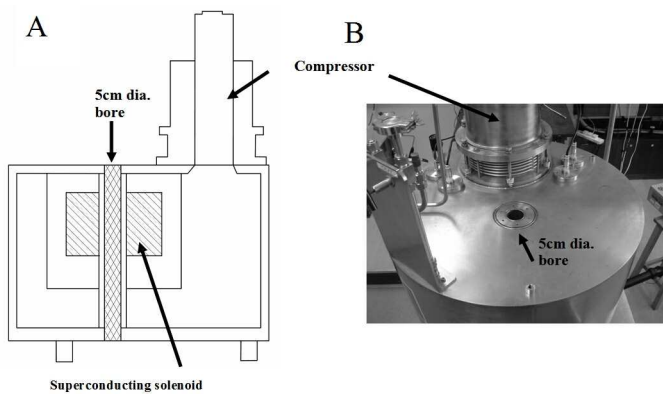 A
B
Compressor
5cm dia.
bore
5cm dia.
bore
Superconducting solenoid